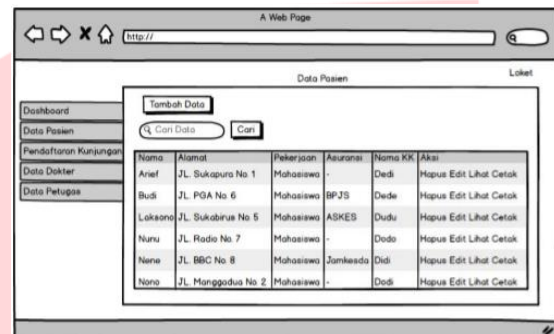 A Web Page
http://
Data Pasien
Loket
Dashboard
Data Pasien
Pendaftaran Kunjungan
Data Dokter
Data Petugas
Tambah Data
Cari Data Cari
Nama Alamat Pekerjaan Asuransi Nama KK Aksi
Arief JL. Sukapura No. 1 Mahasiswa - Dedi Hapus Edit Lihat Cetak
Budi JL. PGA No. 6 Mahasiswa BPJS Dede Hapus Edit Lihat Cetak
Laksono JL. Sukabirus No. 5 Mahasiswa ASKES Dudu Hapus Edit Lihat Cetak
Nunu JL. Radio No. 7 Mahasiswa - Dodo Hapus Edit Lihat Cetak
Nene JL. BBC No. 8 Mahasiswa Jamkesda Didi Hapus Edit Lihat Cetak
Nono JL. Manggadua No. 2 Mahasiswa - Dodi Hapus Edit Lihat Cetak